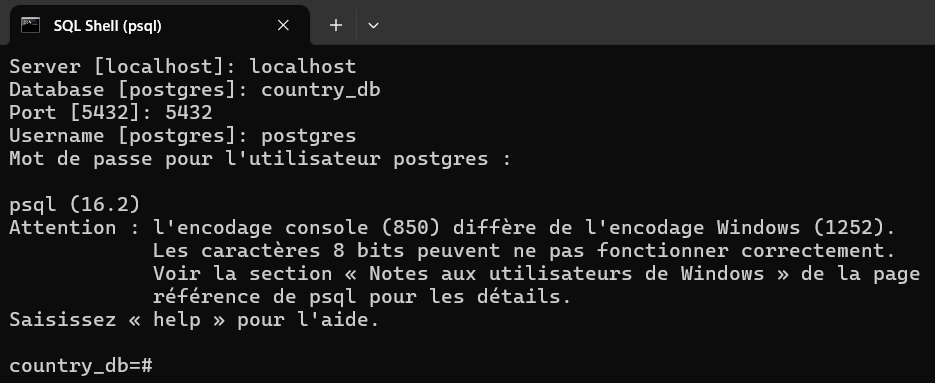 SQL Shell (psql)
Server [localhost]: localhost
Database [postgres]: country_db
Port [5432]: 5432
Username [postgres]: postgres
Mot de passe pour l'utilisateur postgres :
psql (16.2)
Attention : l'encodage console (850) diffère de l'encodage Windows (1252).
Les caractères 8 bits peuvent ne pas fonctionner correctement.
Voir la section « Notes aux utilisateurs de Windows » de la page
référence de psql pour les détails.
Saisissez « help » pour l'aide.
country_db=#